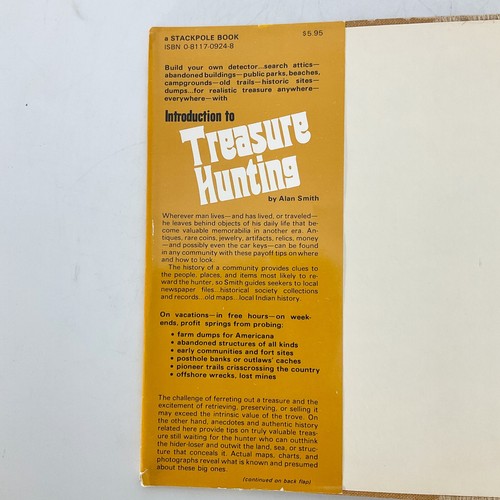 a STACKPOLE BOOK $5.95
ISBN 0-8117-0924-8
Build your own detector...search attics—
abandoned buildings—public parks, beaches,
campgrounds—old trails—historic sites—
dumps...for realistic treasure anywhere—
everywhere—with
Introduction to
Treasure
Hunting
by Alan Smith
Wherever man lives—and has lived, or traveled—
he leaves behind objects of his daily life that be-
come valuable memorabilia in another era. An-
tiques, rare coins, jewelry, artifacts, relics, money
—and possibly even the car keys—can be found
in any community with these payoff tips on where
and how to look.
The history of a community provides clues to
the people, places, and items most likely to re-
ward the hunter, so Smith guides seekers to local
newspaper files...historical society collections
and records...old maps...local Indian history.
On vacations—in free hours—on week-
ends, profit springs from probing:
• farm dumps for Americana
• abandoned structures of all kinds
• early communities and fort sites
• posthole banks or outlaws' caches
• pioneer trails crisscrossing the country
• offshore wrecks, lost mines
The challenge of ferreting out a treasure and the
excitement of retrieving, preserving, or selling it
may exceed the intrinsic value of the trove. On
the other hand, anecdotes and authentic history
related here provide tips on truly valuable treas-
ure still waiting for the hunter who can outthink
the hider-loser and outwit the land, sea, or struc-
ture that conceals it. Actual maps, charts, and
photographs reveal what is known and presumed
about these big ones.
(continued on back flap)